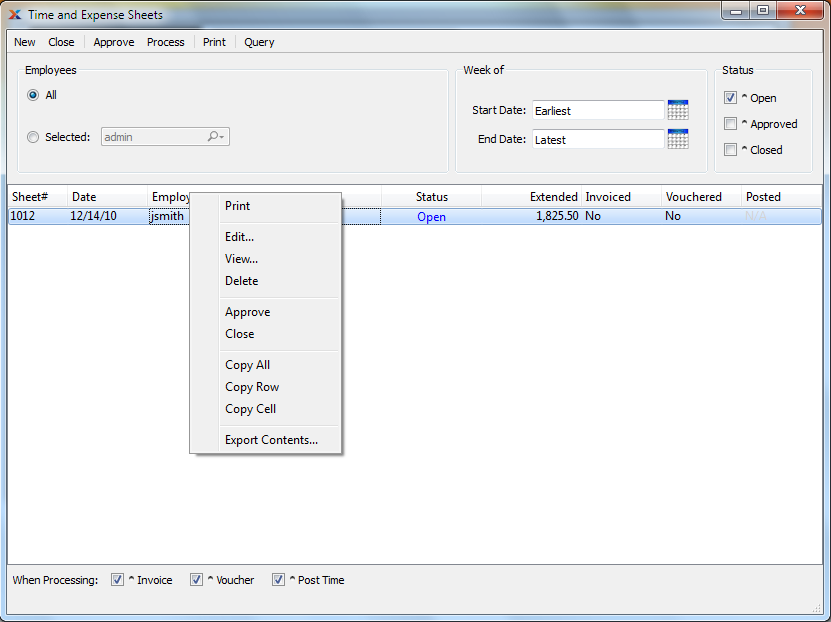 Time and Expense Sheets
New Close Approve Process Print Query
Employees
All
Selected: admin
Week of
Start Date: Earliest
End Date: Latest
Status
^ Open
^ Approved
^ Closed
Sheet# Date Employ Status Extended Invoiced Vouchered Posted
1012 12/14/10 jsmith Open 1,825.50 No No N/A
Print
Edit...
View...
Delete
Approve
Close
Copy All
Copy Row
Copy Cell
Export Contents...
When Processing: ^ Invoice ^ Voucher ^ Post Time